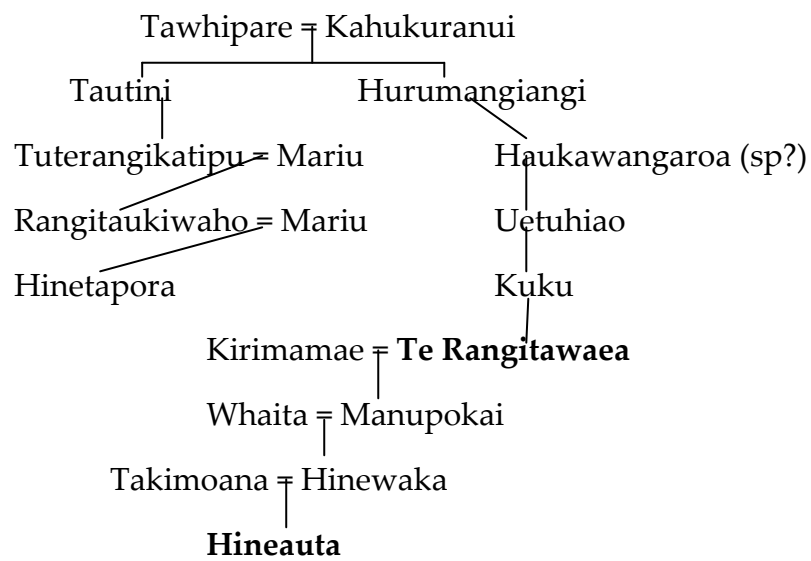 Tawhipare = Kahukuranui
Tautini Hurumangiangi
Tuterangikatipu = Mariu Haukawangaroa (sp?)
Rangitaukiwaho = Mariu Uetuhiao
Hinetapora Kuku
Kirimamae = Te Rangitawaea
Whaita = Manupokai
Takimoana = Hinewaka
Hineauta